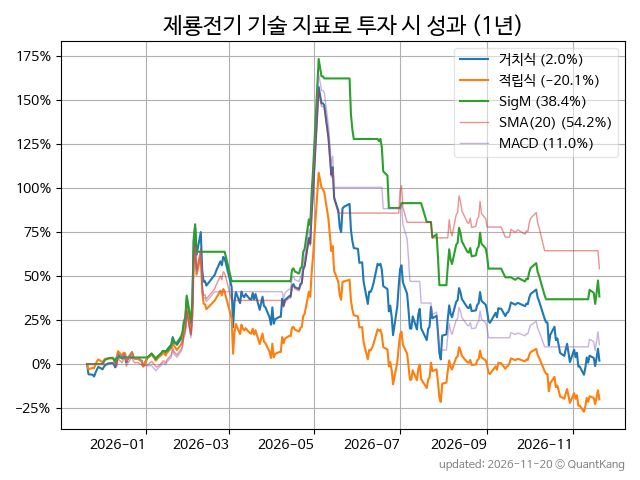 제룡전기 기술 지표로 투자 시 성과 (1년)
175%
150%
125%
100%
75%
50%
25%
0%
−25%
거치식 (2.0%)
적립식 (−20.1%)
SigM (38.4%)
SMA(20) (54.2%)
MACD (11.0%)
2026-01 2026-03 2026-05 2026-07 2026-09 2026-11
updated: 2026-11-20 © QuantKang